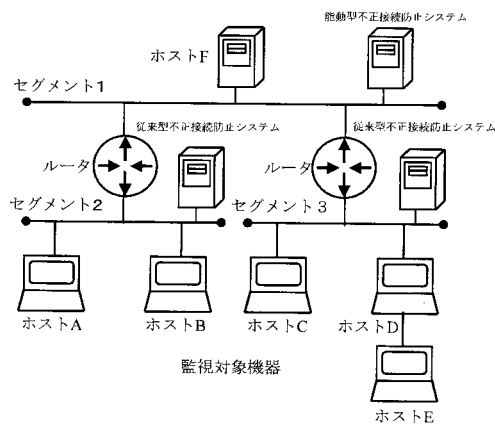 能動型不正接続防止システム
ホストF
セグメント1
従来型不正接続防止システム
従来型不正接続防止システム
ルータ
ルータ
セグメント2
セグメント3
ホストA
ホストB
ホストC
ホストD
監視対象機器
ホストE